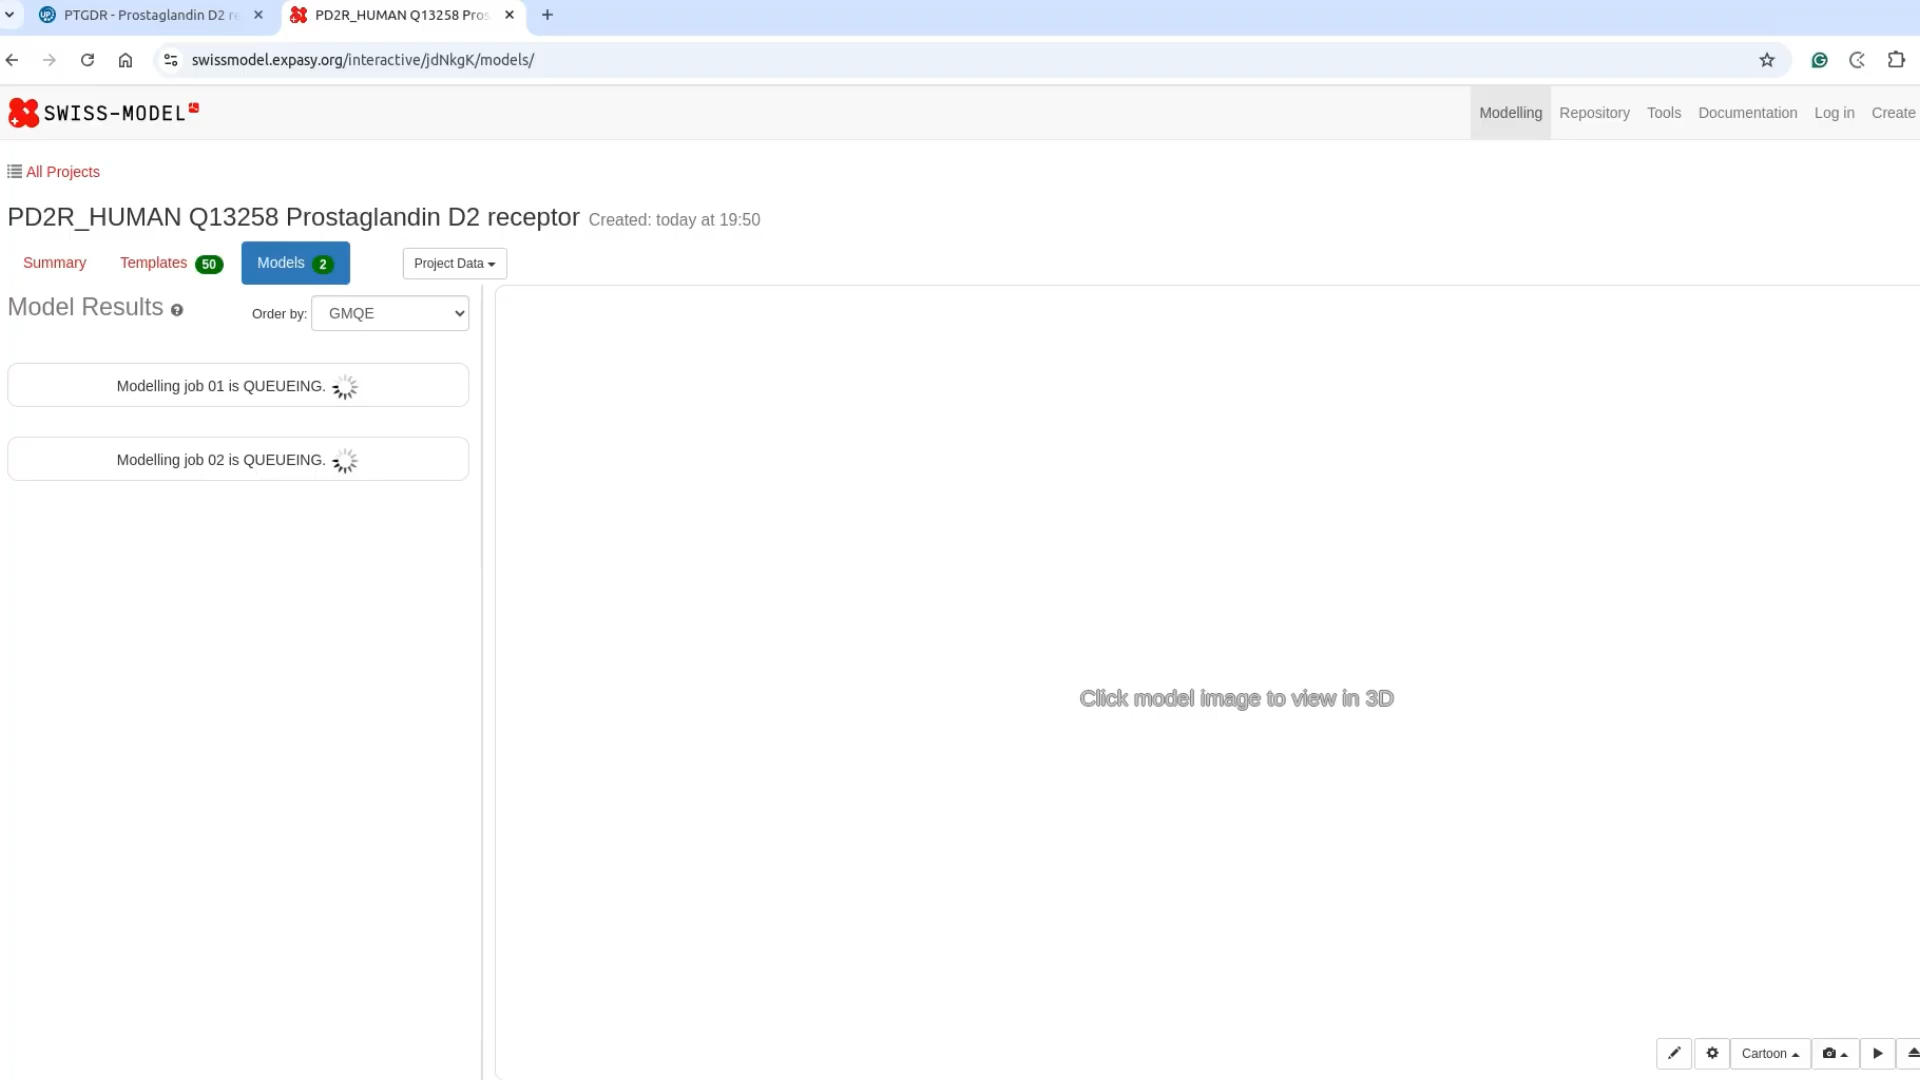 PTGDR - Prostaglandin D2 re
PD2R_HUMAN Q13258 Pros
swissmodel.expasy.org/interactive/jdNkgK/models/
SWISS-MODEL
Modelling
Repository
Tools
Documentation
Log in
Create
All Projects
PD2R_HUMAN Q13258 Prostaglandin D2 receptor Created: today at 19:50
Summary
Templates 50
Models 2
Project Data
Model Results
Order by: GMQE
Modelling job 01 is QUEUEING.
Modelling job 02 is QUEUEING.
Click model image to view in 3D
Cartoon